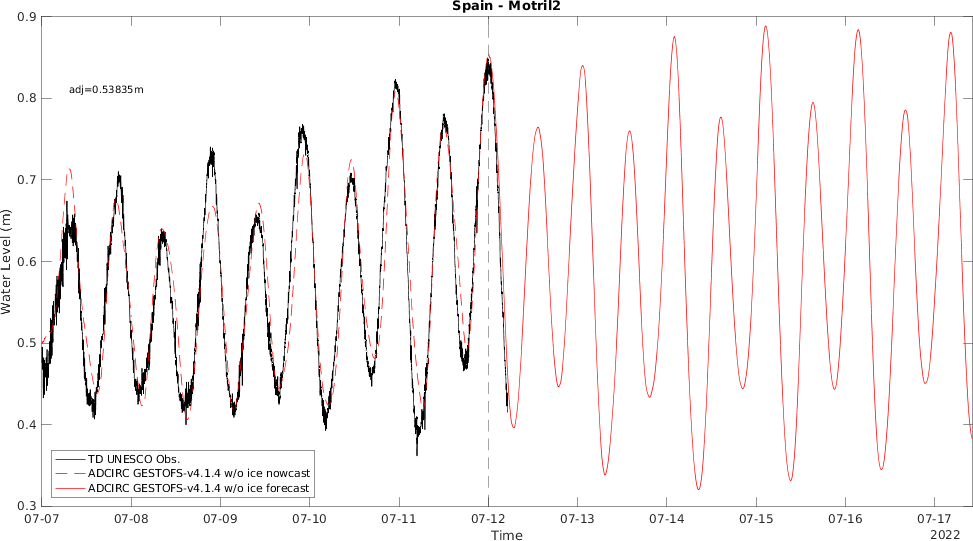 Spain - Motril2
adj=0.53835m
Water Level (m)
0.9
0.8
0.7
0.6
0.5
0.4
0.3
TD UNESCO Obs.
ADCIRC GESTOFS-v4.1.4 w/o ice nowcast
ADCIRC GESTOFS-v4.1.4 w/o ice forecast
07-07 07-08 07-09 07-10 07-11 07-12 07-13 07-14 07-15 07-16 07-17
Time
2022